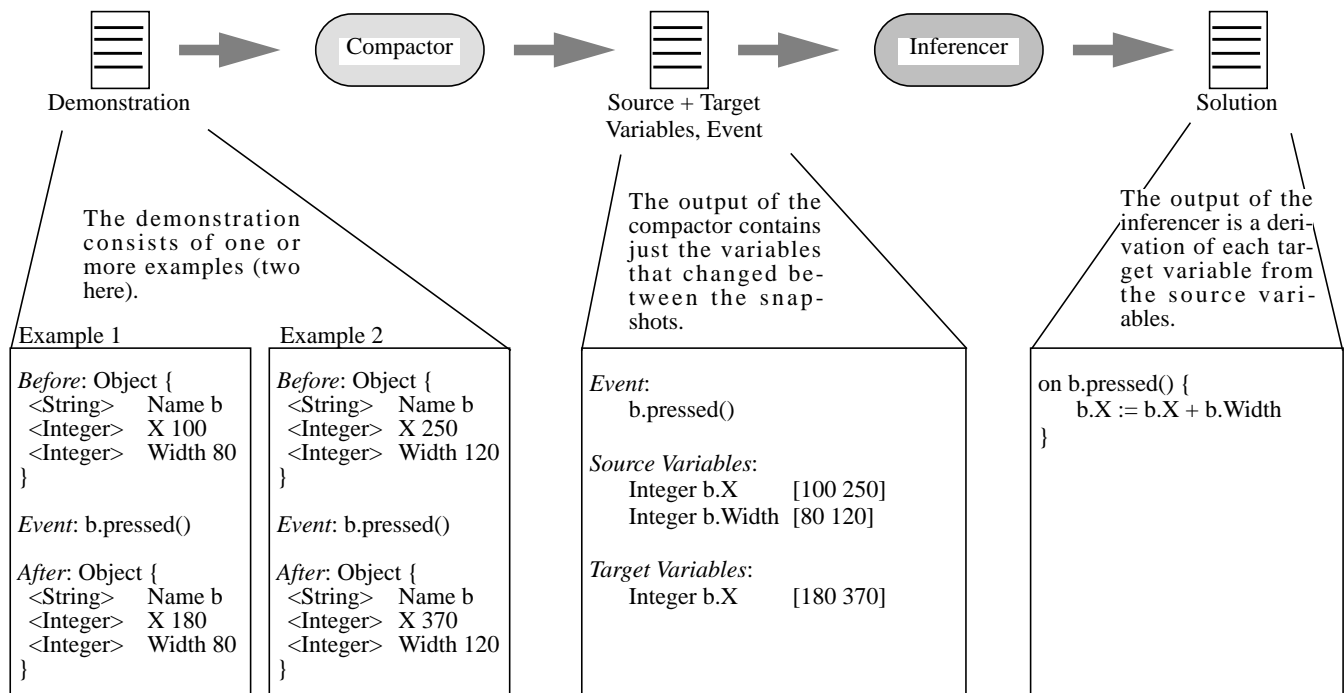 Compactor
Inferencer
Demonstration
Source + Target
Variables, Event
Solution
The demonstration
consists of one or
more examples (two
here).
The output of the
compactor contains
just the variables
that changed be-
tween the snap-
shots.
The output of the
inferencer is a deri-
vation of each tar-
get variable from
the source vari-
ables.
Example 1
Before: Object {
<String> Name b
<Integer> X 100
<Integer> Width 80
}
Event: b.pressed()
After: Object {
<String> Name b
<Integer> X 180
<Integer> Width 80
}
Example 2
Before: Object {
<String> Name b
<Integer> X 250
<Integer> Width 120
}
Event: b.pressed()
After: Object {
<String> Name b
<Integer> X 370
<Integer> Width 120
}
Event:
b.pressed()
Source Variables:
Integer b.X [100 250]
Integer b.Width [80 120]
Target Variables:
Integer b.X [180 370]
on b.pressed() {
b.X := b.X + b.Width
}